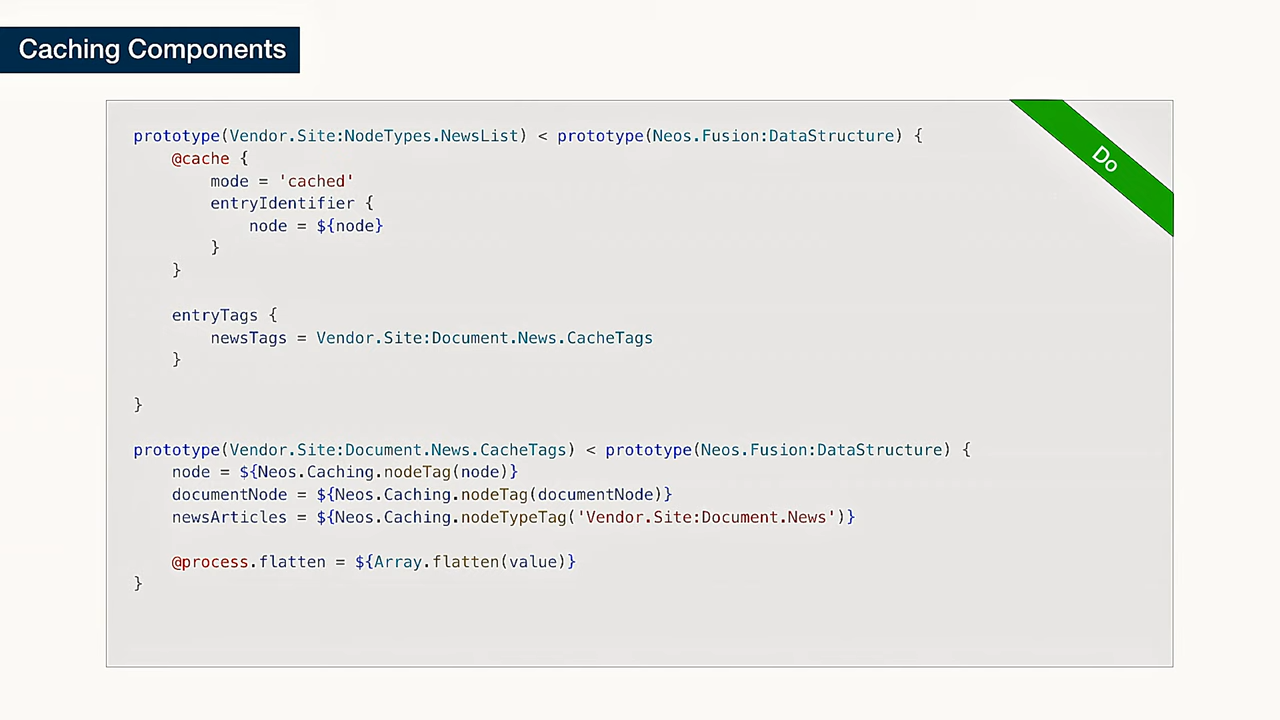 Caching Components
Do
prototype(Vendor.Site:NodeTypes.NewsList) < prototype(Neos.Fusion:DataStructure) {
    @cache {
        mode = 'cached'
        entryIdentifier {
            node = ${node}
        }
    }

    entryTags {
        newsTags = Vendor.Site:Document.News.CacheTags
    }

}

prototype(Vendor.Site:Document.News.CacheTags) < prototype(Neos.Fusion:DataStructure) {
    node = ${Neos.Caching.nodeTag(node)}
    documentNode = ${Neos.Caching.nodeTag(documentNode)}
    newsArticles = ${Neos.Caching.nodeTypeTag('Vendor.Site:Document.News')}

    @process.flatten = ${Array.flatten(value)}
}